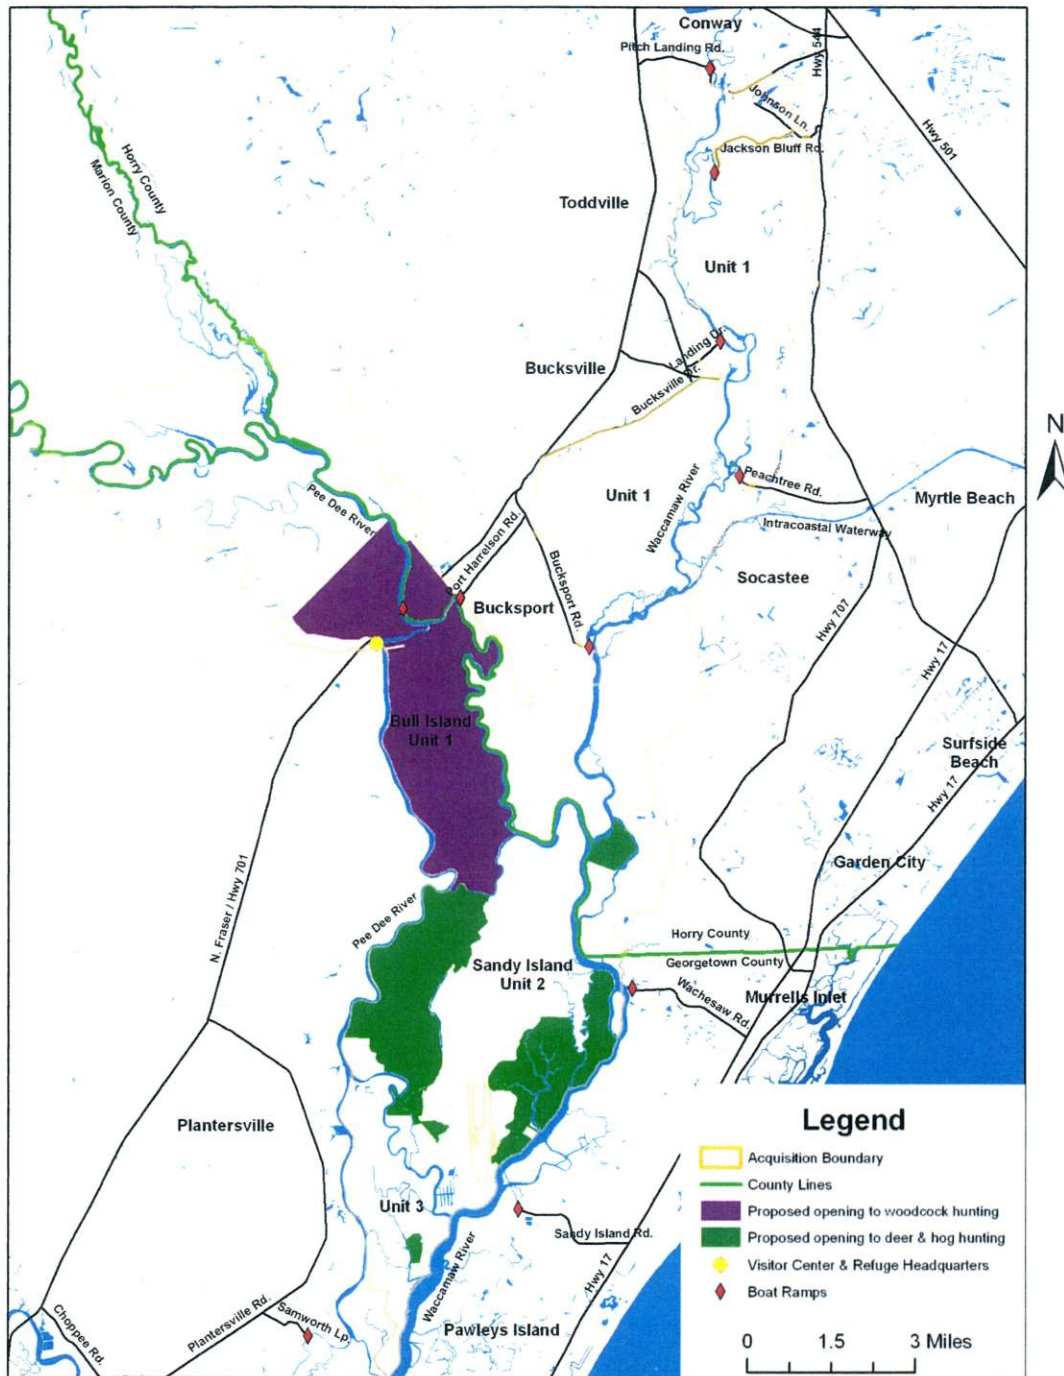 Conway
Pitch Landing Rd.
Hwy 544
Johnson Ln.
Jackson Bluff Rd.
Hwy 501
Horry County
Marion County
Toddville
Unit 1
Landing Dr.
Bucksville
Bucksville Dr.
N
Pee Dee River
Port Harrelson Rd.
Unit 1
Waccamaw River
Peachtree Rd.
Myrtle Beach
Intracoastal Waterway
Bucksport Rd.
Socastee
Bucksport
Hwy 707
Hwy 17
Bull Island
Unit 1
Surfside
Beach
Hwy 17
Garden City
N. Fraser / Hwy 701
Pee Dee River
Horry County
Georgetown County
Sandy Island
Unit 2
Wachesaw Rd.
Murrells Inlet
Plantersville
Unit 3
Sandy Island Rd.
Hwy 17
Waccamaw River
Choppee Rd.
Plantersville Rd.
Samworth Lp.
Pawleys Island
Legend
Acquisition Boundary
County Lines
Proposed opening to woodcock hunting
Proposed opening to deer & hog hunting
Visitor Center & Refuge Headquarters
Boat Ramps
0 1.5 3 Miles